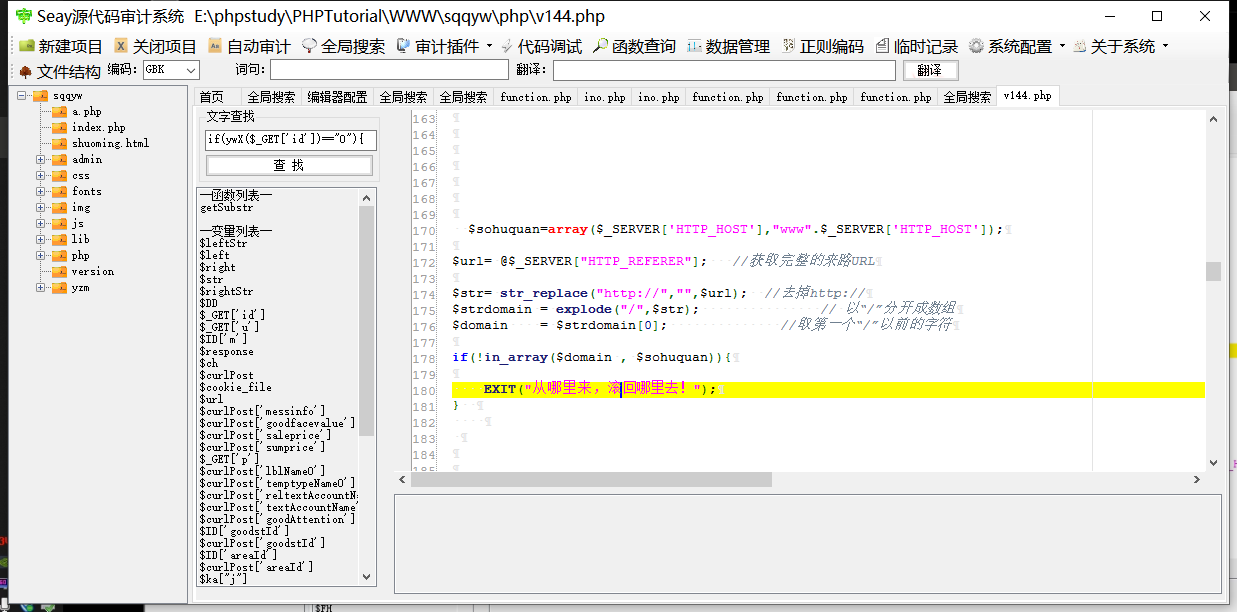 Seay源代码审计系统 E:\phpstudy\PHPTutorial\WWW\sqqyw\php\v144.php
新建项目 关闭项目 自动审计 全局搜索 审计插件 代码调试 函数查询 数据管理 正则编码 临时记录 系统配置 关于系统
文件结构 编码: GBK 词句: 翻译: 翻译
首页 全局搜索 编辑器配置 全局搜索 全局搜索 function.php ino.php ino.php function.php function.php function.php 全局搜索 v144.php
sqqyw
a.php
index.php
shuoming.html
admin
css
fonts
img
js
lib
php
version
yzm
文字查找
if(ywX($_GET['id'])=="0"){
查 找
—函数列表—
getSubstr
—变量列表—
$leftStr
$left
$right
$str
$rightStr
$DD
$_GET['id']
$_GET['u']
$ID['m']
$response
$ch
$curlPost
$cookie_file
$url
$curlPost['messinfo']
$curlPost['goodfacevalue']
$curlPost['saleprice']
$curlPost['sumprice']
$_GET['p']
$curlPost['lblName0']
$curlPost['temptypeName0']
$curlPost['reltextAccountN
$curlPost['textAccountName
$curlPost['goodAttention']
$ID['goodstId']
$curlPost['goodstId']
$ID['areaId']
$curlPost['areaId']
$ka["j"]
163
164
165
166
167
168
169
170 $sohuquan=array($_SERVER['HTTP_HOST'],"www".$_SERVER['HTTP_HOST']);
171
172 $url= @$_SERVER["HTTP_REFERER"]; //获取完整的来路URL
173
174 $str= str_replace("http://","",$url); //去掉http://
175 $strdomain = explode("/",$str); // 以“/”分开成数组
176 $domain = $strdomain[0]; //取第一个“/”以前的字符
177
178 if(!in_array($domain , $sohuquan)){
179
180 EXIT("从哪里来，滚回哪里去！");
181 }
182
183
184
185
$FH